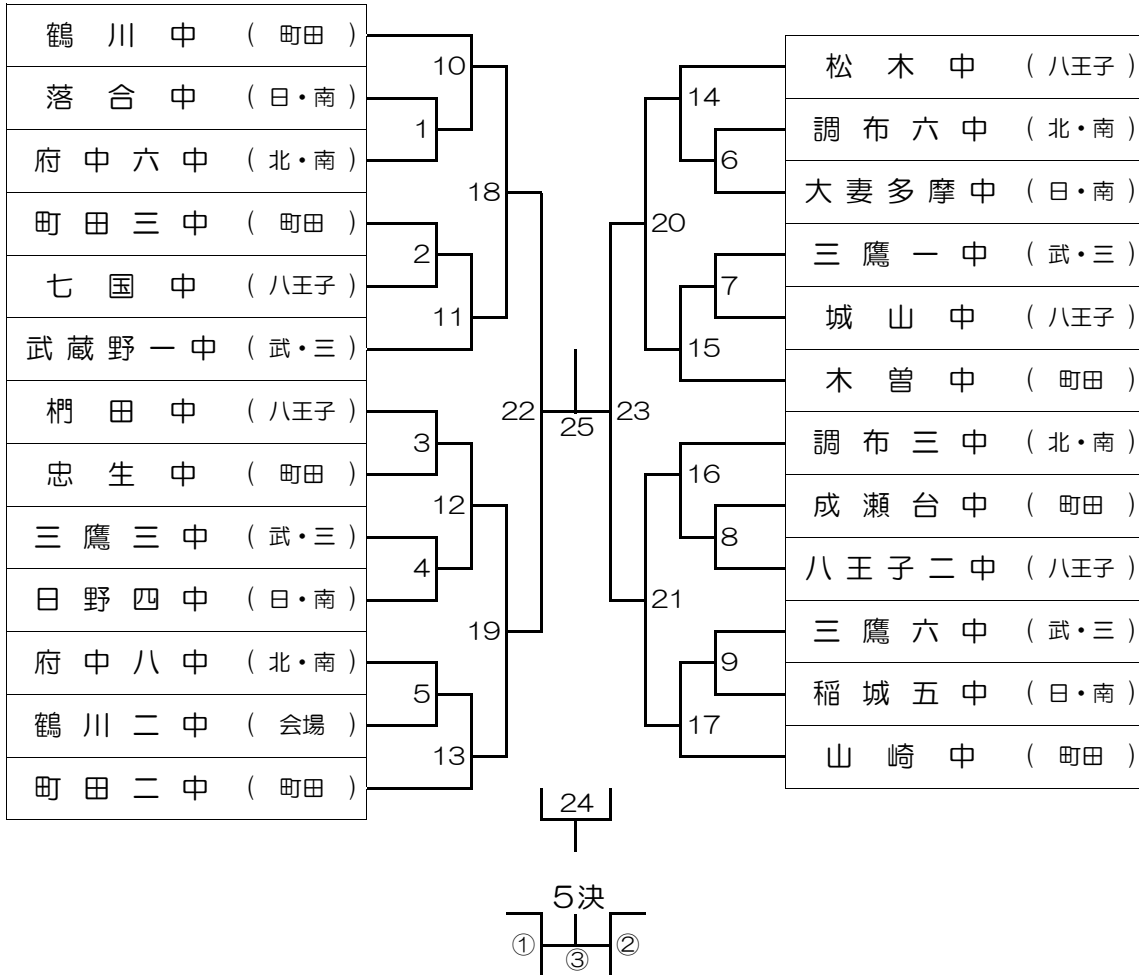 鶴川中 ( 町田 )
落合中 ( 日・南 )
府中六中 ( 北・南 )
町田三中 ( 町田 )
七国中 ( 八王子 )
武蔵野一中 ( 武・三 )
椚田中 ( 八王子 )
忠生中 ( 町田 )
三鷹三中 ( 武・三 )
日野四中 ( 日・南 )
府中八中 ( 北・南 )
鶴川二中 ( 会場 )
町田二中 ( 町田 )
10
1
18
2
11
3
12
4
19
5
13
22
25
23
14
6
20
7
15
16
8
21
9
17
松木中 ( 八王子 )
調布六中 ( 北・南 )
大妻多摩中 ( 日・南 )
三鷹一中 ( 武・三 )
城山中 ( 八王子 )
木曽中 ( 町田 )
調布三中 ( 北・南 )
成瀬台中 ( 町田 )
八王子二中 ( 八王子 )
三鷹六中 ( 武・三 )
稲城五中 ( 日・南 )
山崎中 ( 町田 )
24
5決
① ③ ②